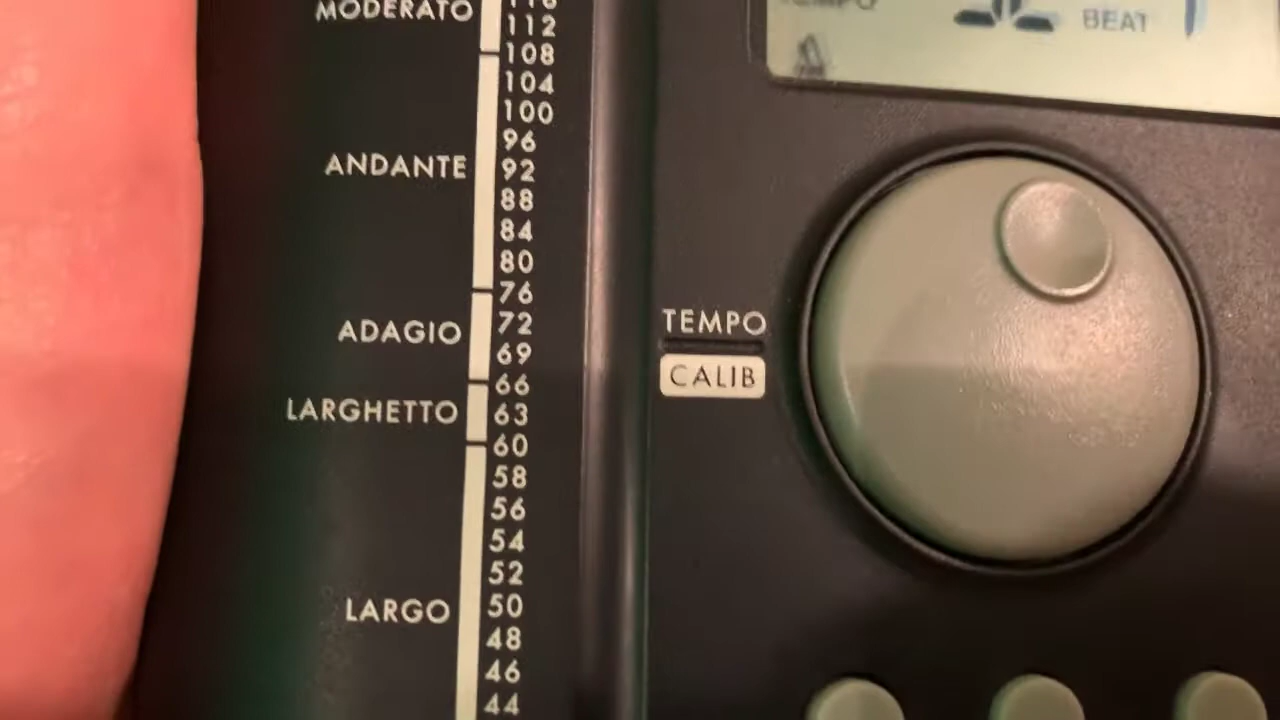 MODERATO
112
108
104
100
96
ANDANTE 92
88
84
80
76
ADAGIO 72
69
66
LARGHETTO 63
60
58
56
54
52
LARGO 50
48
46
44
TEMPO BEAT
TEMPO
CALIB